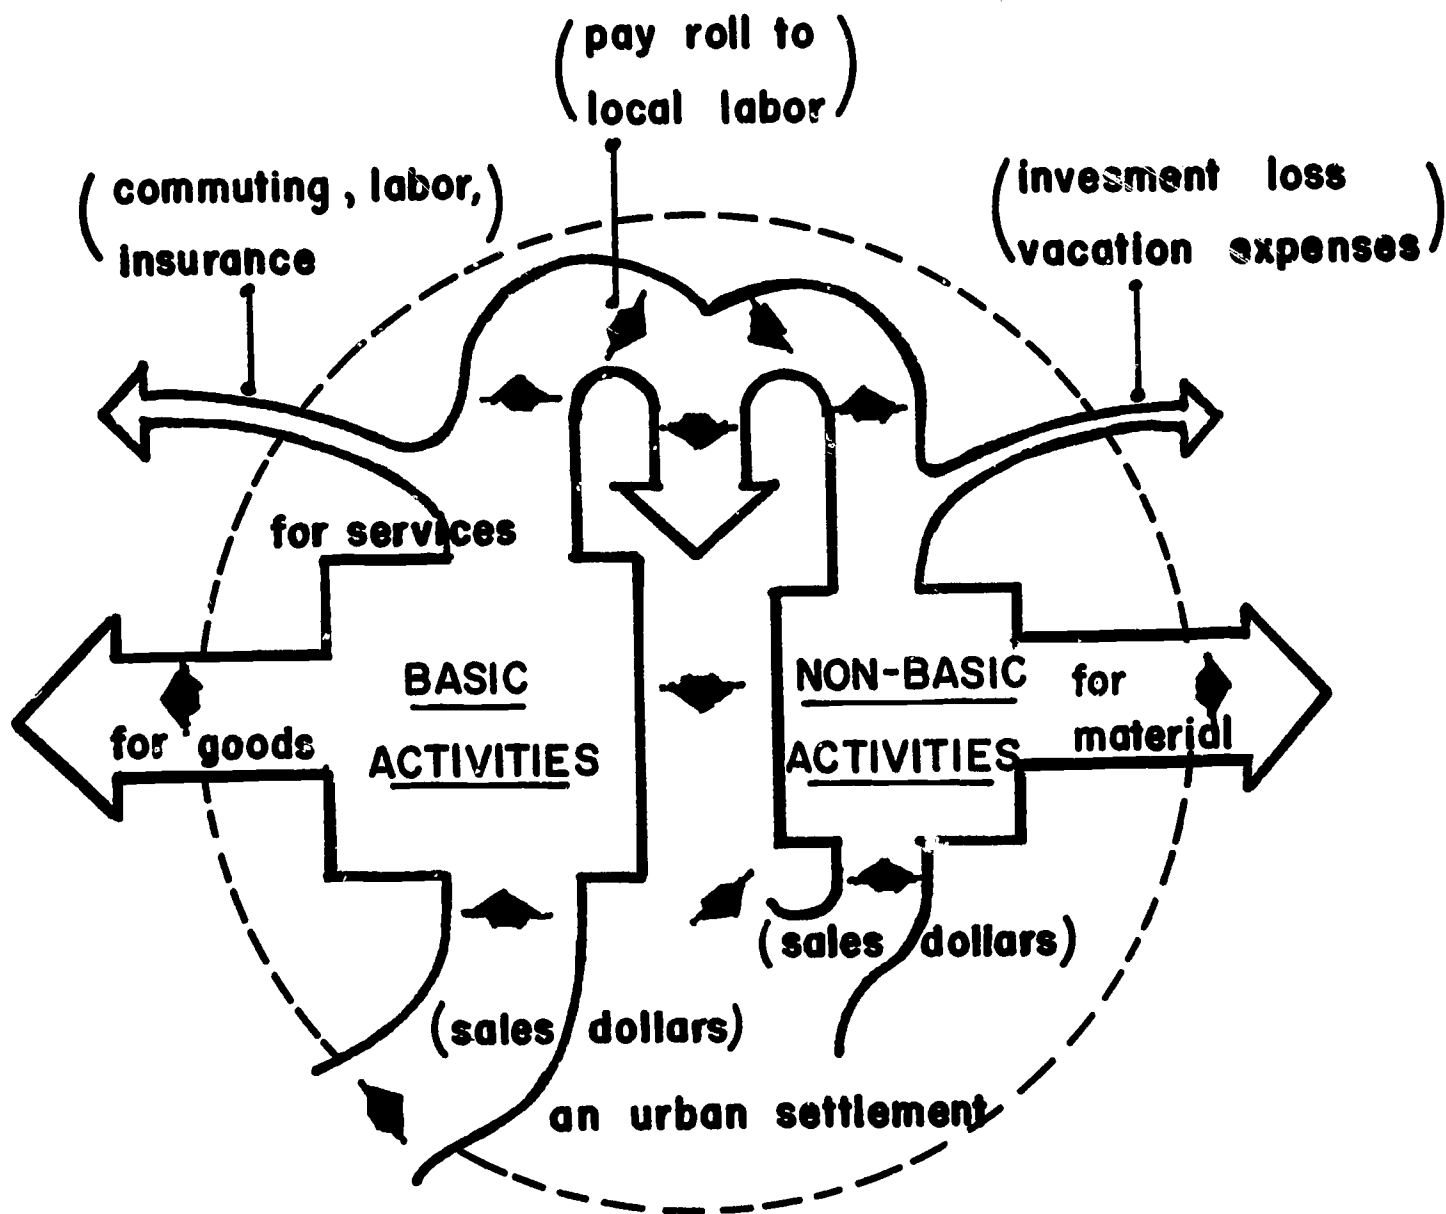 (pay roll to
local labor)
(commuting, labor,
insurance)
(invesment loss
vacation expenses)
for services
BASIC
ACTIVITIES
NON-BASIC
ACTIVITIES
for
material
for goods
(sales dollars)
(sales dollars)
an urban settlement